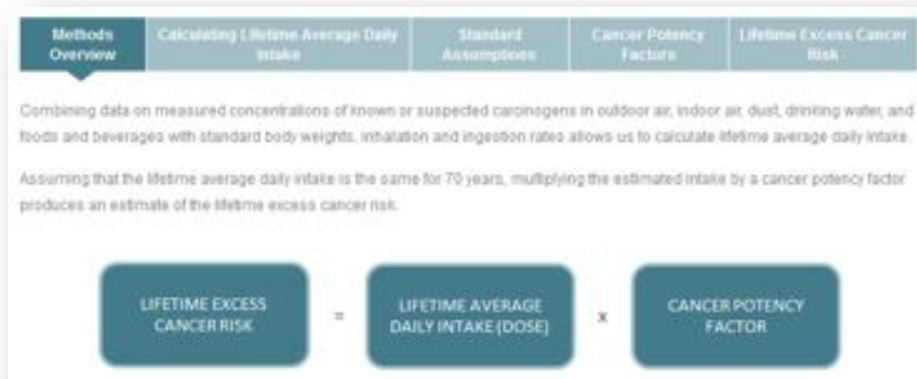 Methods
Overview
Calculating Lifetime Average Daily
Intake
Standard
Assumptions
Cancer Potency
Factors
Lifetime Excess Cancer
Risk
Combining data on measured concentrations of known or suspected carcinogens in outdoor air, indoor air, dust, drinking water, and
foods and beverages with standard body weights, inhalation and ingestion rates allows us to calculate lifetime average daily intake.
Assuming that the lifetime average daily intake is the same for 70 years, multiplying the estimated intake by a cancer potency factor
produces an estimate of the lifetime excess cancer risk.
LIFETIME EXCESS
CANCER RISK
=
LIFETIME AVERAGE
DAILY INTAKE (DOSE)
x
CANCER POTENCY
FACTOR